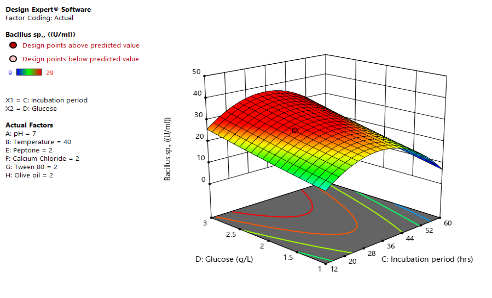 Design Expert® Software
Factor Coding: Actual
Bacillus sp., ((U/ml))
Design points above predicted value
Design points below predicted value
9 29
X1 = C: Incubation period
X2 = D: Glucose
Actual Factors
A: pH = 7
B: Temperature = 40
E: Peptone = 2
F: Calcium Chloride = 2
G: Tween 80 = 2
H: Olive oil = 2
Bacillus sp., ((U/ml))
50
40
30
20
10
0
3
2.5
2
1.5
1
D: Glucose (g/L)
12
20
28
36
44
52
60
C: Incubation period (hrs)